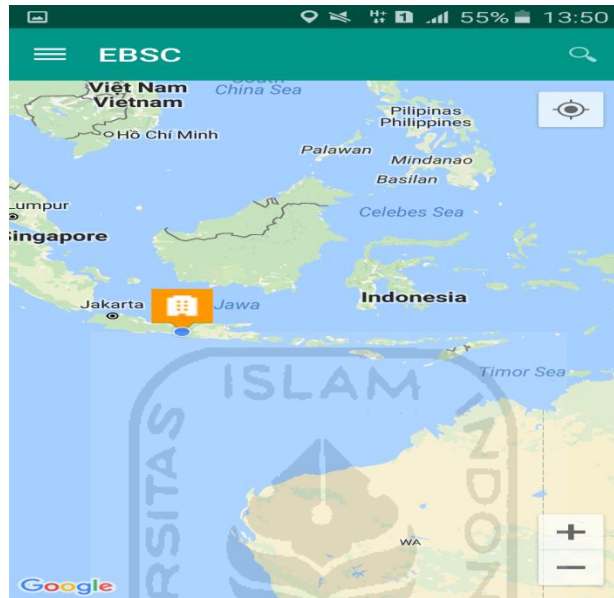 H+ 1 55% 13:50
EBSC
Việt Nam
Vietnam
South
China Sea
Hồ Chí Minh
Pilipinas
Philippines
Palawan
Mindanao
Basilan
Lumpur
Singapore
Celebes Sea
Jakarta
Jawa
Indonesia
Timor Sea
ISLAM
RSITAS
INDON
WA
+
−
Google